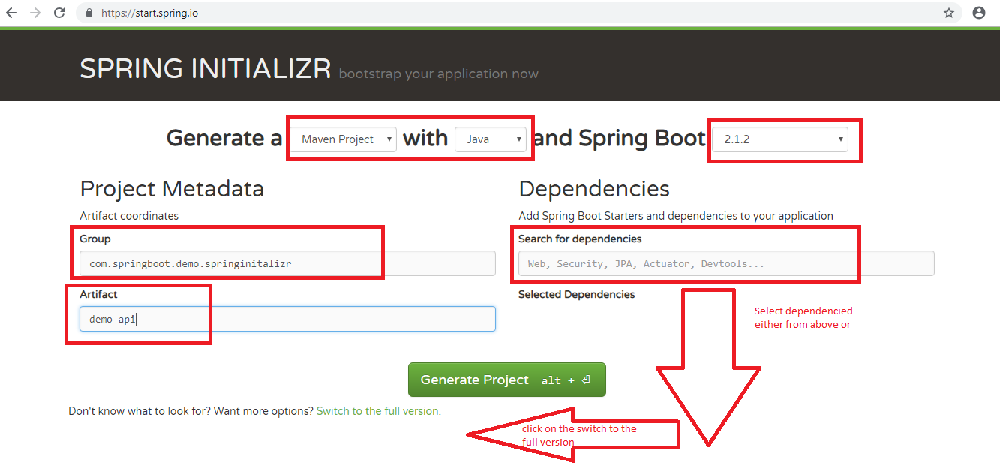 https://start.spring.io
SPRING INITIALIZR bootstrap your application now
Generate a Maven Project with Java and Spring Boot 2.1.2
Project Metadata
Artifact coordinates
Group
com.springboot.demo.springinitalizr
Artifact
demo-api
Dependencies
Add Spring Boot Starters and dependencies to your application
Search for dependencies
Web, Security, JPA, Actuator, Devtools...
Selected Dependencies
Select dependencied
either from above or
Generate Project alt + ⏎
Don't know what to look for? Want more options? Switch to the full version.
click on the switch to the
full version